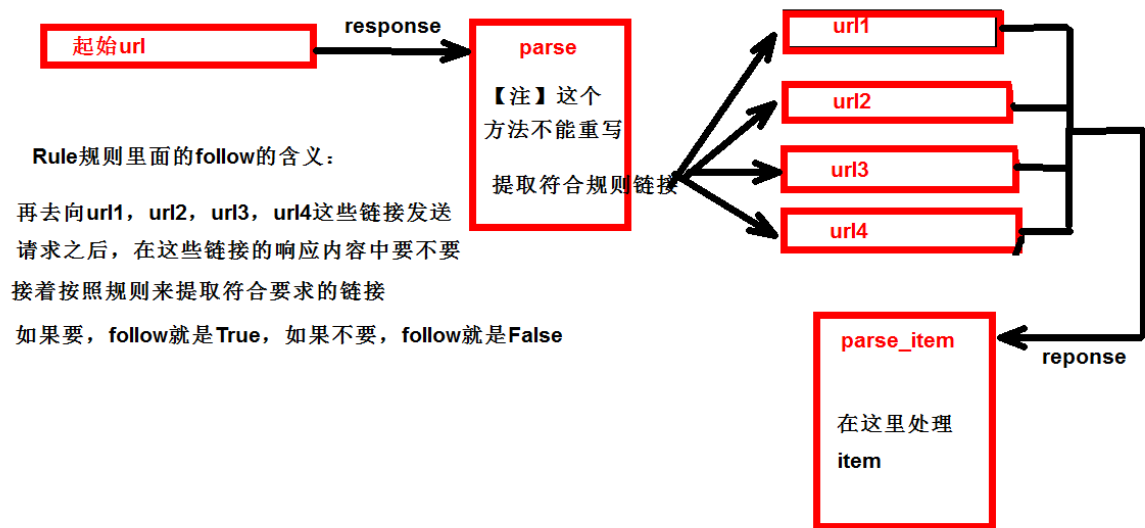 起始url
response
parse
【注】这个
方法不能重写
提取符合规则链接
url1
url2
url3
url4
Rule规则里面的follow的含义：
再去向url1，url2，url3，url4这些链接发送
请求之后，在这些链接的响应内容中要不要
接着按照规则来提取符合要求的链接
如果要，follow就是True，如果不要，follow就是False
parse_item
reponse
在这里处理
item